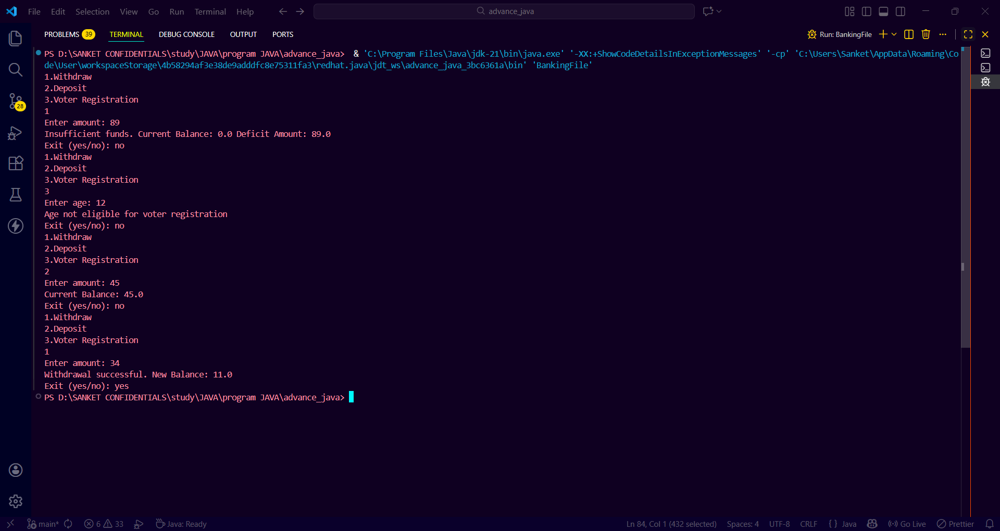 File Edit Selection View Go Run Terminal Help advance_java
PROBLEMS 39 TERMINAL DEBUG CONSOLE OUTPUT PORTS Run: BankingFile
PS D:\SANKET CONFIDENTIALS\study\JAVA\program JAVA\advance_java>  & 'C:\Program Files\Java\jdk-21\bin\java.exe' '-XX:+ShowCodeDetailsInExceptionMessages' '-cp' 'C:\Users\Sanket\AppData\Roaming\Co
de\User\workspaceStorage\4b58294af3e38de9adddfc8e75311fa3\redhat.java\jdt_ws\advance_java_3bc6361a\bin' 'BankingFile'
1.Withdraw
2.Deposit
3.Voter Registration
28
1
Enter amount: 89
Insufficient funds. Current Balance: 0.0 Deficit Amount: 89.0
Exit (yes/no): no
1.Withdraw
2.Deposit
3.Voter Registration
3
Enter age: 12
Age not eligible for voter registration
Exit (yes/no): no
1.Withdraw
2.Deposit
3.Voter Registration
2
Enter amount: 45
Current Balance: 45.0
Exit (yes/no): no
1.Withdraw
2.Deposit
3.Voter Registration
1
Enter amount: 34
Withdrawal successful. New Balance: 11.0
Exit (yes/no): yes
PS D:\SANKET CONFIDENTIALS\study\JAVA\program JAVA\advance_java>
main* 6 33 Java: Ready Ln 84, Col 1 (432 selected) Spaces: 4 UTF-8 CRLF {} Java Go Live Prettier